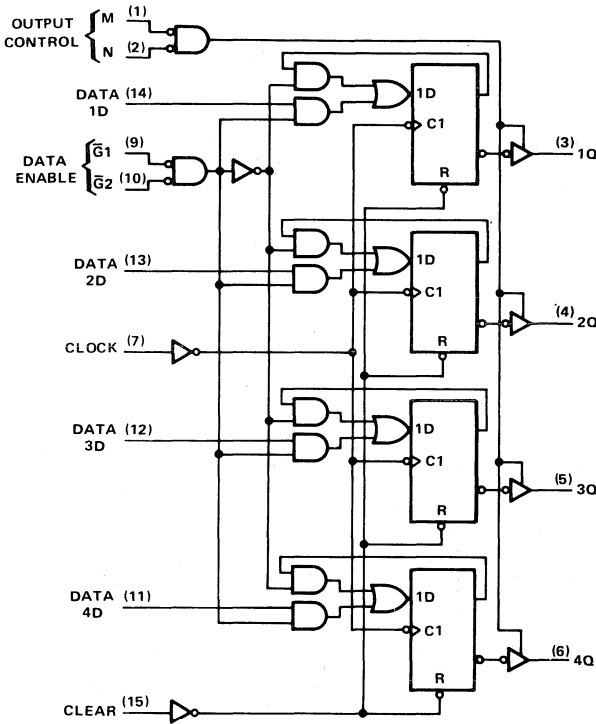 OUTPUT CONTROL
M (1)
N (2)
DATA 1D (14)
1D
C1
R
(3) 1Q
DATA ENABLE
G̅1 (9)
G̅2 (10)
DATA 2D (13)
1D
C1
R
(4) 2Q
CLOCK (7)
DATA 3D (12)
1D
C1
R
(5) 3Q
DATA 4D (11)
1D
C1
R
(6) 4Q
CLEAR (15)